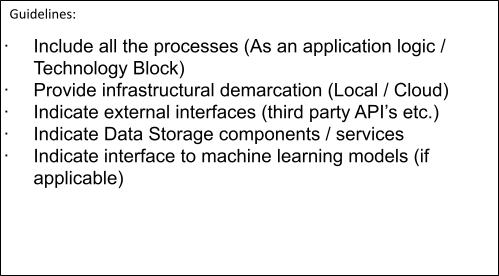 Guidelines:
· Include all the processes (As an application logic /
Technology Block)
· Provide infrastructural demarcation (Local / Cloud)
· Indicate external interfaces (third party API’s etc.)
· Indicate Data Storage components / services
· Indicate interface to machine learning models (if
applicable)